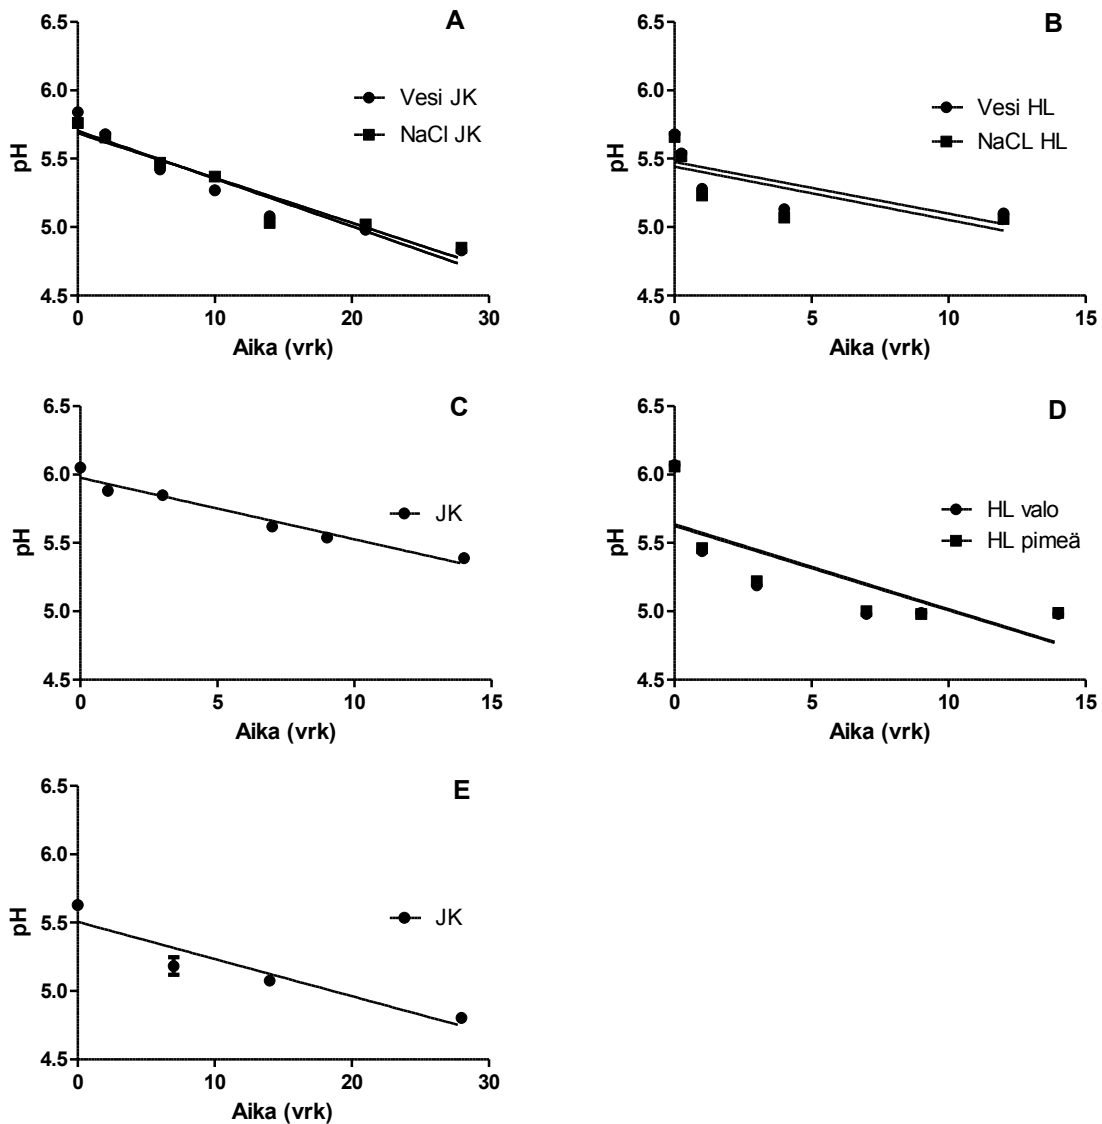 A
6.5
6.0
5.5
5.0
4.5
pH
Vesi JK
NaCl JK
0 10 20 30
Aika (vrk)
B
6.5
6.0
5.5
5.0
4.5
pH
Vesi HL
NaCL HL
0 5 10 15
Aika (vrk)
C
6.5
6.0
5.5
5.0
4.5
pH
JK
0 5 10 15
Aika (vrk)
D
6.5
6.0
5.5
5.0
4.5
pH
HL valo
HL pimeä
0 5 10 15
Aika (vrk)
E
6.5
6.0
5.5
5.0
4.5
pH
JK
0 10 20 30
Aika (vrk)